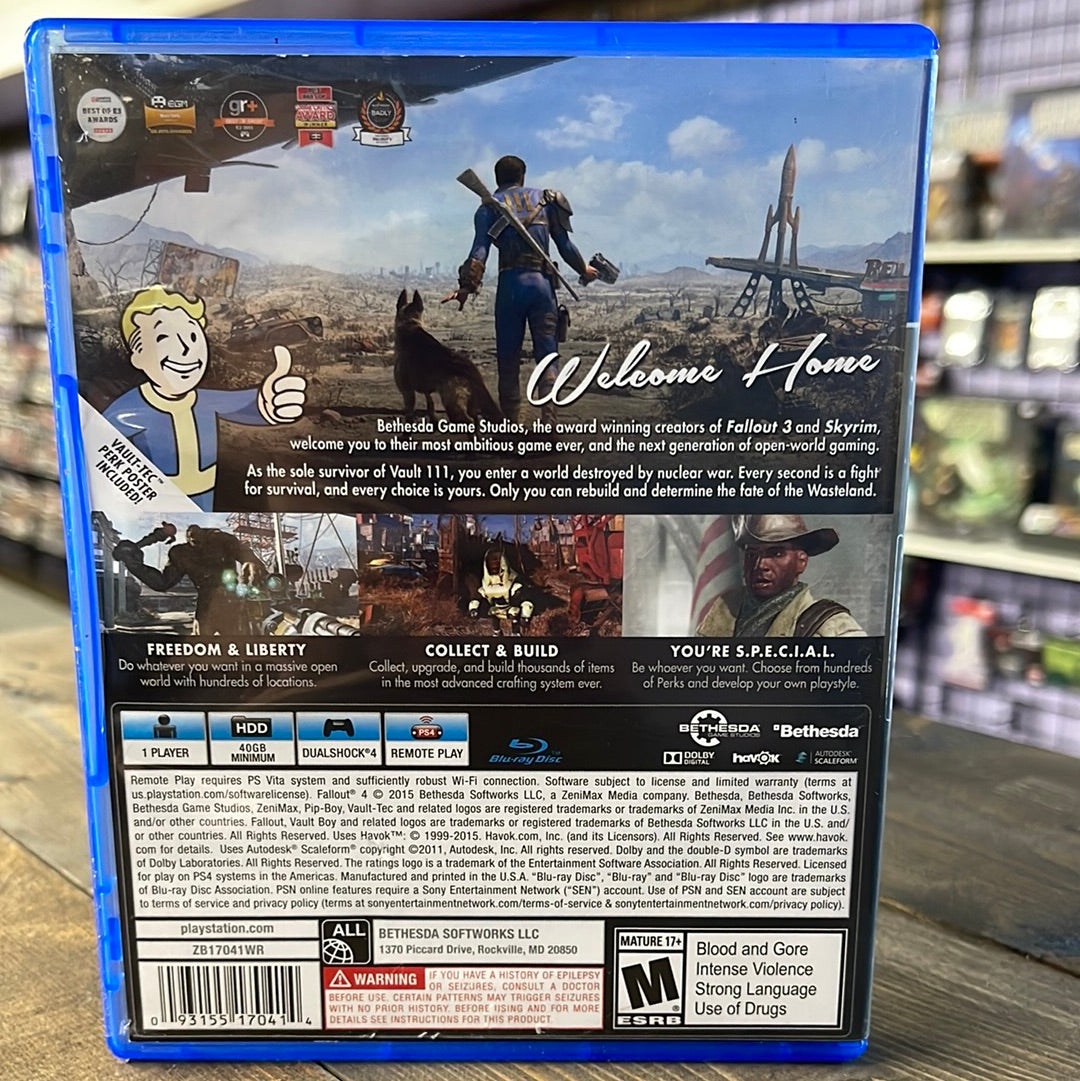 BEST OF E3
AWARDS
EGM
gr+
AWARD
BADLY
BEL
Welcome Home
Bethesda Game Studios, the award winning creators of Fallout 3 and Skyrim,
welcome you to their most ambitious game ever, and the next generation of open-world gaming.
As the sole survivor of Vault 111, you enter a world destroyed by nuclear war. Every second is a fight
for survival, and every choice is yours. Only you can rebuild and determine the fate of the Wasteland.
VAULT-TEC™
PERK POSTER
INCLUDED!
FREEDOM & LIBERTY
Do whatever you want in a massive open
world with hundreds of locations.
COLLECT & BUILD
Collect, upgrade, and build thousands of items
in the most advanced crafting system ever.
YOU'RE S.P.E.C.I.A.L.
Be whoever you want. Choose from hundreds
of Perks and develop your own playstyle.
1 PLAYER
HDD
40GB
MINIMUM
DUALSHOCK®4
PS4
REMOTE PLAY
Blu-ray Disc™
BETHESDA
GAME STUDIOS
Bethesda
DOLBY
DIGITAL
havok
AUTODESK®
SCALEFORM®
Remote Play requires PS Vita system and sufficiently robust Wi-Fi connection. Software subject to license and limited warranty (terms at
us.playstation.com/softwarelicense). Fallout® 4 © 2015 Bethesda Softworks LLC, a ZeniMax Media company. Bethesda, Bethesda Softworks,
Bethesda Game Studios, ZeniMax, Pip-Boy, Vault-Tec and related logos are registered trademarks or trademarks of ZeniMax Media Inc. in the U.S.
and/or other countries. Fallout, Vault Boy and related logos are trademarks or registered trademarks of Bethesda Softworks LLC in the U.S. and/
or other countries. All Rights Reserved. Uses Havok™: © 1999-2015. Havok.com, Inc. (and its Licensors). All Rights Reserved. See www.havok.
com for details. Uses Autodesk® Scaleform® copyright ©2011, Autodesk, Inc. All rights reserved. Dolby and the double-D symbol are trademarks
of Dolby Laboratories. All Rights Reserved. The ratings logo is a trademark of the Entertainment Software Association. All Rights Reserved. Licensed
for play on PS4 systems in the Americas. Manufactured and printed in the U.S.A. “Blu-ray Disc”, “Blu-ray” and “Blu-ray Disc” logo are trademarks
of Blu-ray Disc Association. PSN online features require a Sony Entertainment Network (“SEN”) account. Use of PSN and SEN account are subject
to terms of service and privacy policy (terms at sonyentertainmentnetwork.com/terms-of-service & sonyentertainmentnetwork.com/privacy policy).
playstation.com
ZB17041WR
0 93155 17041 4
ALL
BETHESDA SOFTWORKS LLC
1370 Piccard Drive, Rockville, MD 20850
WARNING IF YOU HAVE A HISTORY OF EPILEPSY
OR SEIZURES, CONSULT A DOCTOR
BEFORE USE. CERTAIN PATTERNS MAY TRIGGER SEIZURES
WITH NO PRIOR HISTORY. BEFORE USING AND FOR MORE
DETAILS SEE INSTRUCTIONS FOR THIS PRODUCT.
MATURE 17+
M
®
ESRB
Blood and Gore
Intense Violence
Strong Language
Use of Drugs